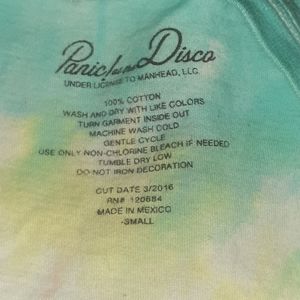 Panic! at the Disco
UNDER LICENSE TO MANHEAD, LLC.
100% COTTON
WASH AND DRY WITH LIKE COLORS
TURN GARMENT INSIDE OUT
MACHINE WASH COLD
GENTLE CYCLE
USE ONLY NON-CHLORINE BLEACH IF NEEDED
TUMBLE DRY LOW
DO NOT IRON DECORATION
CUT DATE 3/2016
RN# 120684
MADE IN MEXICO
-SMALL